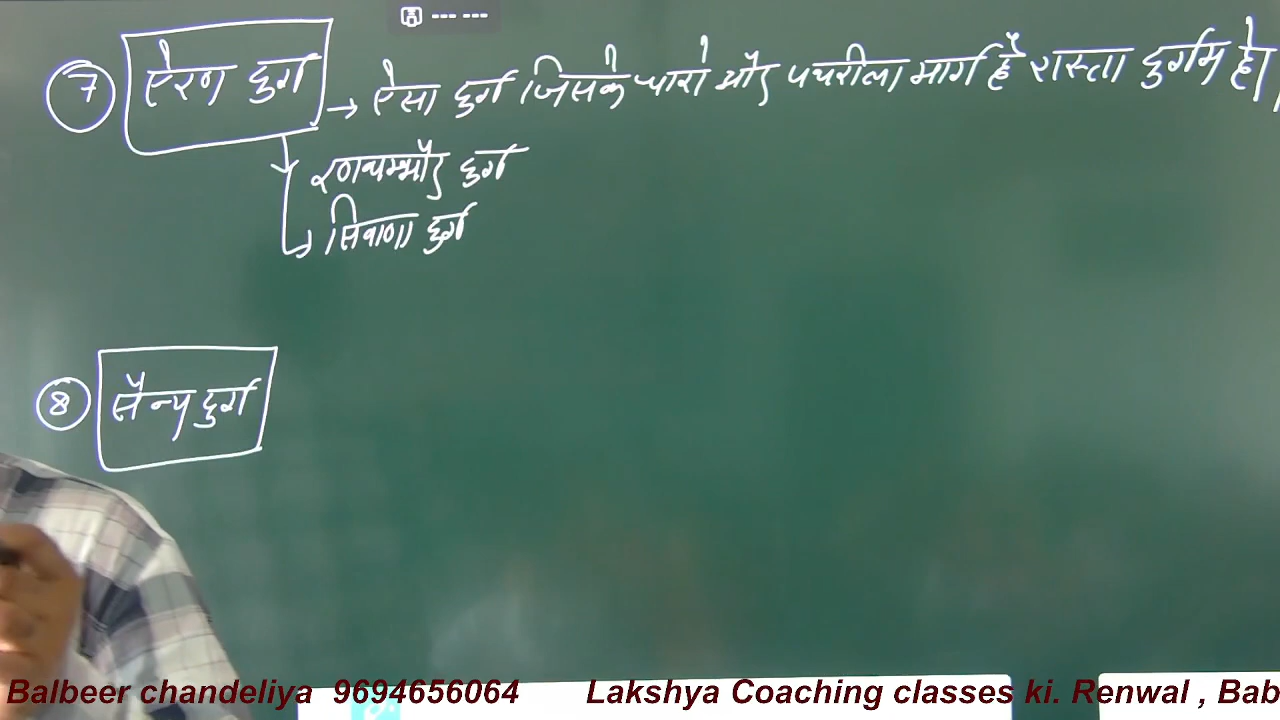 7 ऐरण दुर्ग → ऐसा दुर्ग जिसके चारों ओर पथरीला मार्ग हैं रास्ता दुर्गम हो।
रणथम्भौर दुर्ग
सिवाणा दुर्ग
8 सैन्य दुर्ग
Balbeer chandeliya 9694656064 Lakshya Coaching classes ki. Renwal , Bab